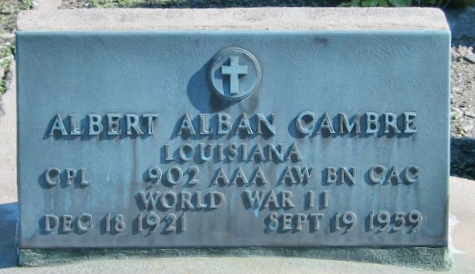 ALBERT ALBAN CAMBRE
LOUISIANA
CPL 902 AAA AW BN CAC
WORLD WAR II
DEC 18 1921 SEPT 19 1959